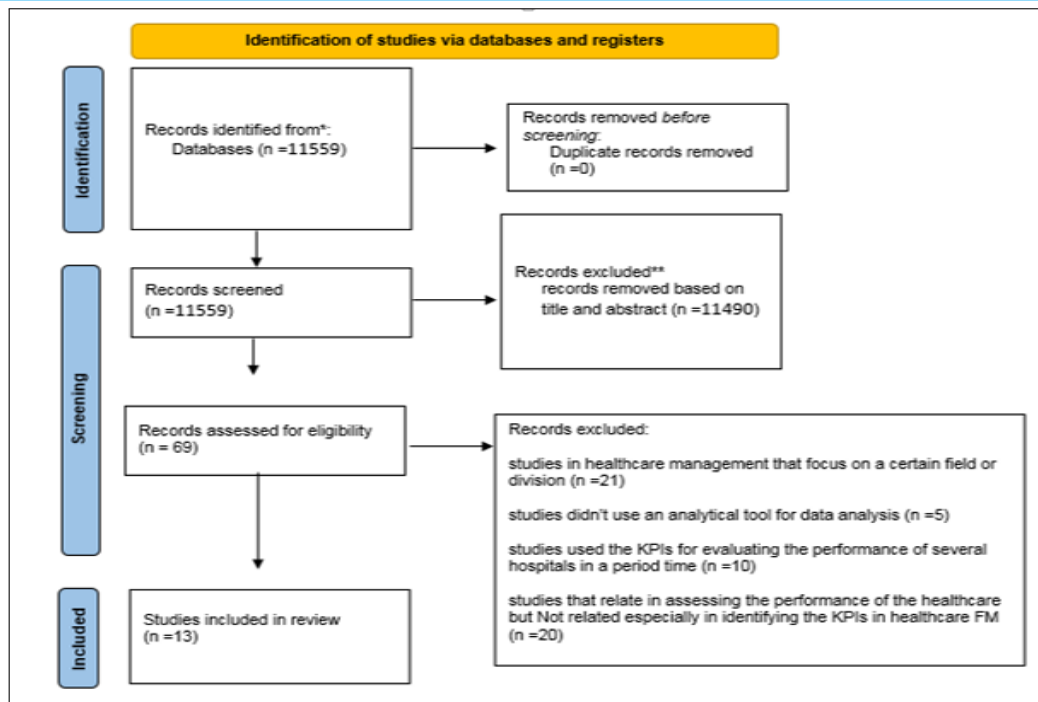 Identification of studies via databases and registers
Identification
Records identified from*:
Databases (n =11559)
Records removed before
screening:
Duplicate records removed
(n =0)
Screening
Records screened
(n =11559)
Records excluded**
records removed based on
title and abstract (n =11490)
Records assessed for eligibility
(n = 69)
Records excluded:
studies in healthcare management that focus on a certain field or
division (n =21)
studies didn't use an analytical tool for data analysis (n =5)
studies used the KPIs for evaluating the performance of several
hospitals in a period time (n =10)
studies that relate in assessing the performance of the healthcare
but Not related especially in identifying the KPIs in healthcare FM
(n =20)
Included
Studies included in review
(n =13)